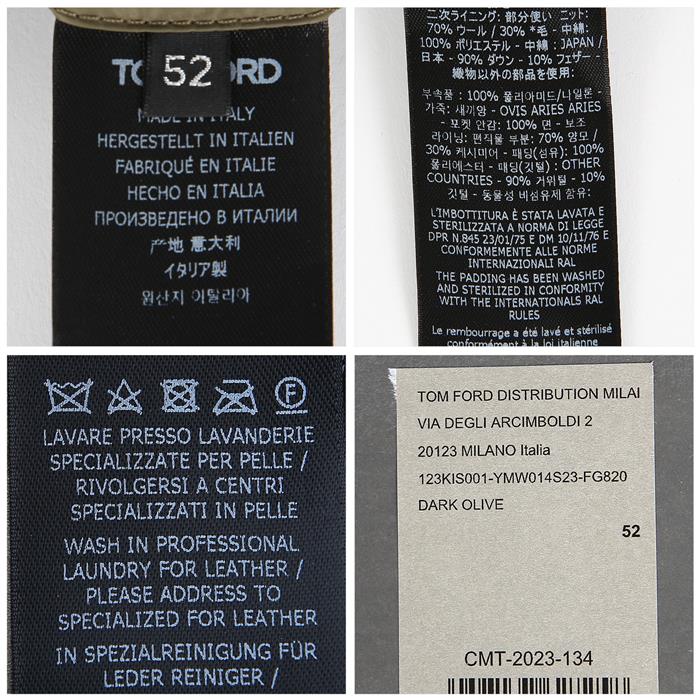 52
MADE IN ITALY
HERGESTELLT IN ITALIEN
FABRIQUÉ EN ITALIE
HECHO EN ITALIA
ПРОИЗВЕДЕНО В ИТАЛИИ
产地 意大利
イタリア製
원산지 이탈리아
二次ライニング: 部分使い ニット:
70% ウール / 30% *毛 - 中綿:
100% ポリエステル - 中綿: JAPAN /
日本 - 90% ダウン - 10% フェザー -
織物以外の部品を使用:
부속품 : 100% 폴리아미드/나일론 -
가죽: 새끼양 - OVIS ARIES ARIES
- 포켓 안감: 100% 면 - 보조
라이닝: 편직물 부분: 70% 양모 /
30% 캐시미어 - 패딩(섬유): 100%
폴리에스터 - 패딩(깃털): OTHER
COUNTRIES - 90% 거위털 - 10%
깃털 - 동물성 비섬유제 함유:
L'IMBOTTITURA È STATA LAVATA E
STERILIZZATA A NORMA DI LEGGE
DPR N.845 23/01/75 E DM 10/11/76 E
CONFORMEMENTE ALLE NORME
INTERNAZIONALI RAL
THE PADDING HAS BEEN WASHED
AND STERILIZED IN CONFORMITY
WITH THE INTERNATIONALS RAL
RULES
Le rembourrage a été lavé et stérilisé
conformément à la loi italienne
F
LAVARE PRESSO LAVANDERIE
SPECIALIZZATE PER PELLE /
RIVOLGERSI A CENTRI
SPECIALIZZATI IN PELLE
WASH IN PROFESSIONAL
LAUNDRY FOR LEATHER /
PLEASE ADDRESS TO
SPECIALIZED FOR LEATHER
IN SPEZIALREINIGUNG FÜR
LEDER REINIGER /
TOM FORD DISTRIBUTION MILAI
VIA DEGLI ARCIMBOLDI 2
20123 MILANO Italia
123KIS001-YMW014S23-FG820
DARK OLIVE
52
CMT-2023-134